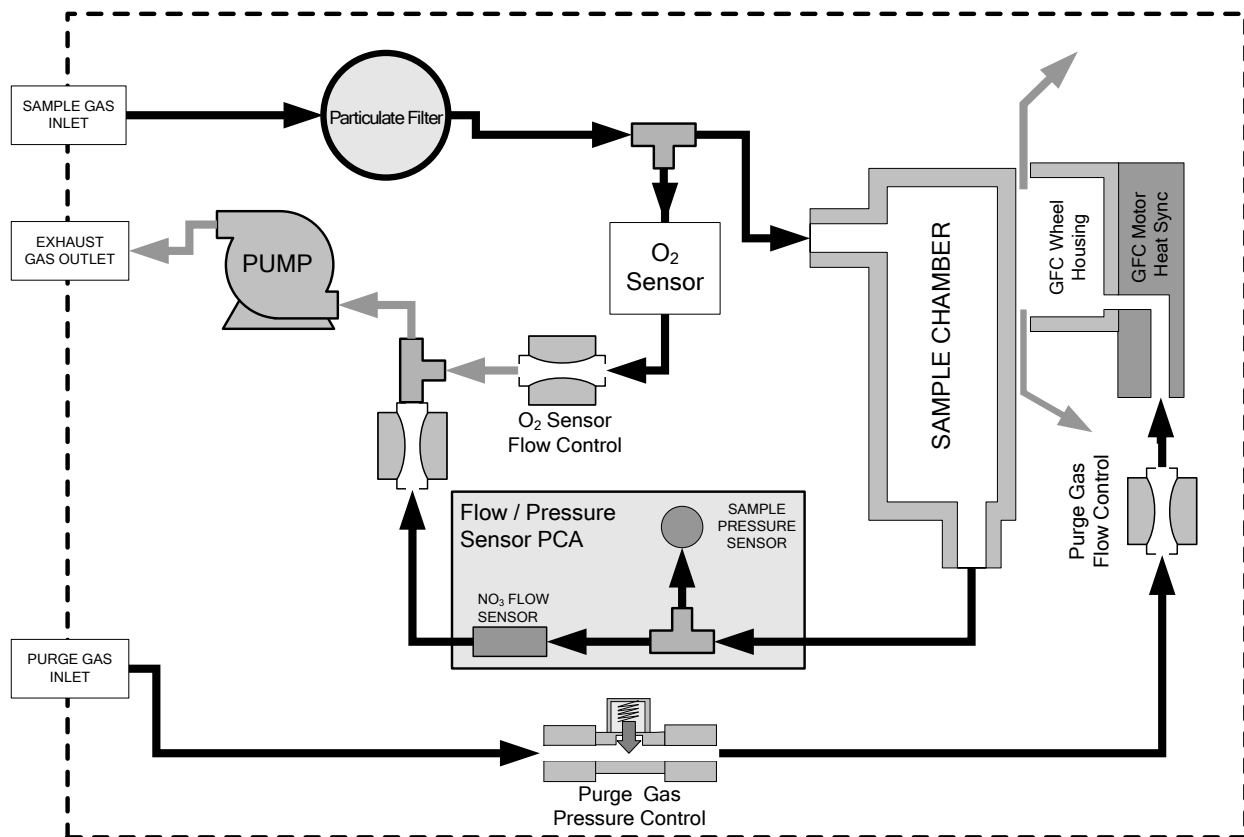 SAMPLE GAS
INLET
Particulate Filter
EXHAUST
GAS OUTLET
PUMP
O₂
Sensor
SAMPLE CHAMBER
GFC Wheel
Housing
GFC Motor
Heat Sync
O₂ Sensor
Flow Control
Purge Gas
Flow Control
Flow / Pressure
Sensor PCA
SAMPLE
PRESSURE
SENSOR
NO₃ FLOW
SENSOR
PURGE GAS
INLET
Purge Gas
Pressure Control